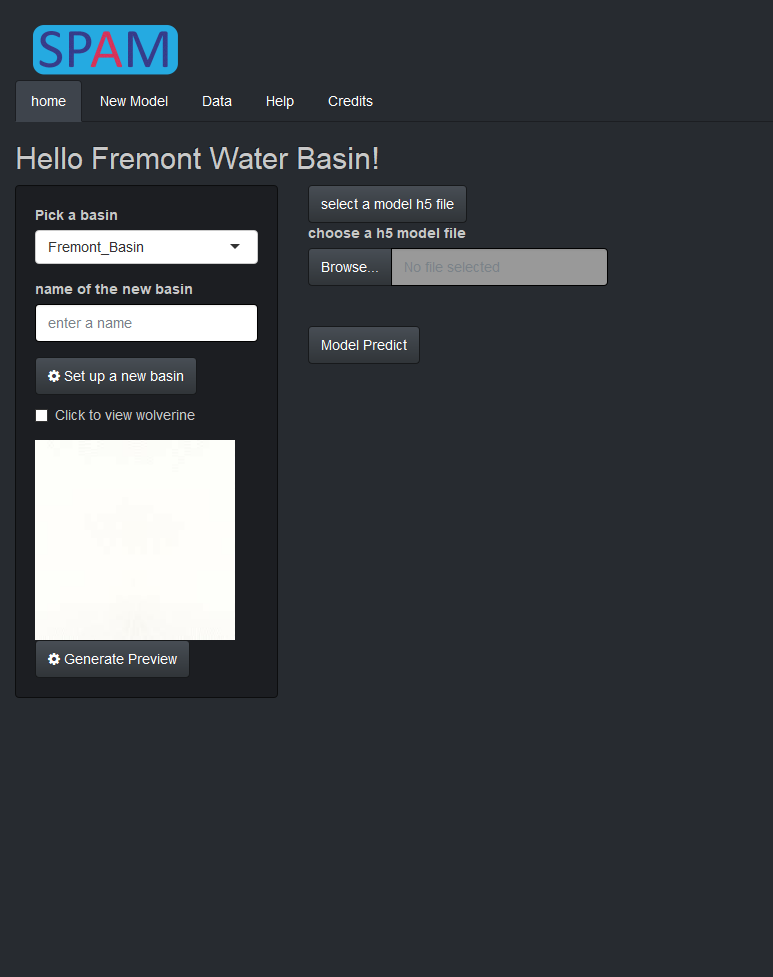 SPAM
home New Model Data Help Credits
Hello Fremont Water Basin!
Pick a basin
Fremont_Basin
name of the new basin
enter a name
Set up a new basin
Click to view wolverine
Generate Preview
select a model h5 file
choose a h5 model file
Browse... No file selected
Model Predict